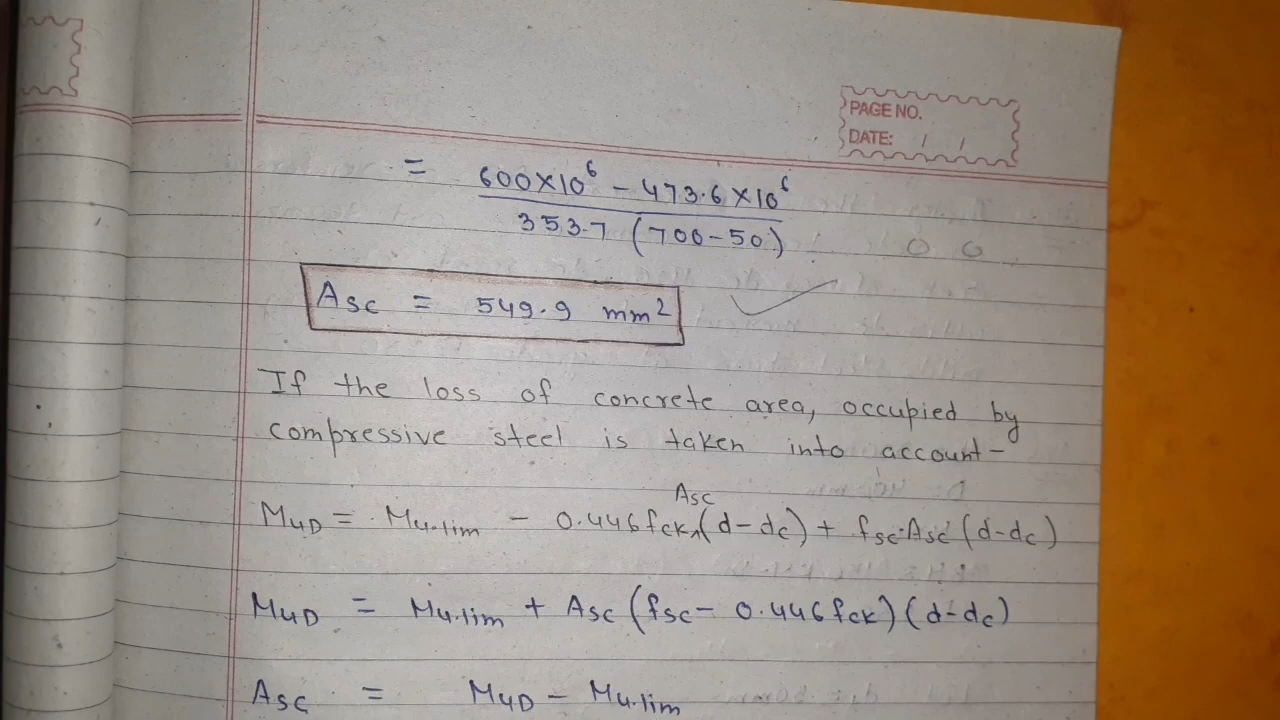 PAGE NO.
DATE: / /
= 600×10⁶ - 473.6×10⁶
353.7 (700-50)
Asc = 549.9 mm²
If the loss of concrete area, occupied by
compressive steel is taken into account-
Asc
MuD = Mu.lim - 0.446fck∧(d-dc) + fsc·Asc (d-dc)
MuD = Mu.lim + Asc (fsc - 0.446fck) (d-dc)
Asc = MuD - Mu.lim